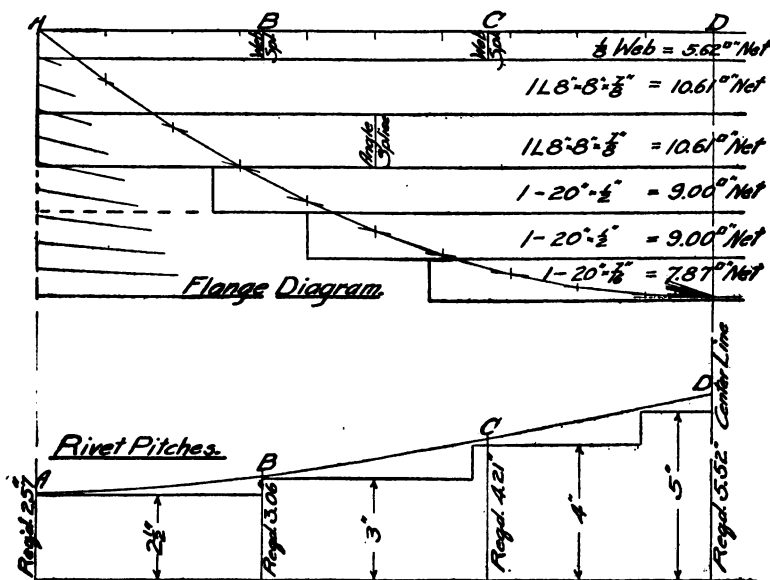 A B C D
Web Spl.
Web Spl.
⅛ Web = 5.62▫" Net
1L8"-8"-⅞" = 10.61▫" Net
Angle Splice
1L8"-8"-⅞" = 10.61▫" Net
1-20"-½" = 9.00▫" Net
1-20"-½" = 9.00▫" Net
1-20"-7/16" = 7.87▫" Net
Flange Diagram.
Center Line
Rivet Pitches.
A B C D
Reqd. 2.57"
2½"
Reqd. 3.06"
3"
Reqd. 4.21"
4"
5"
Reqd. 5.52"